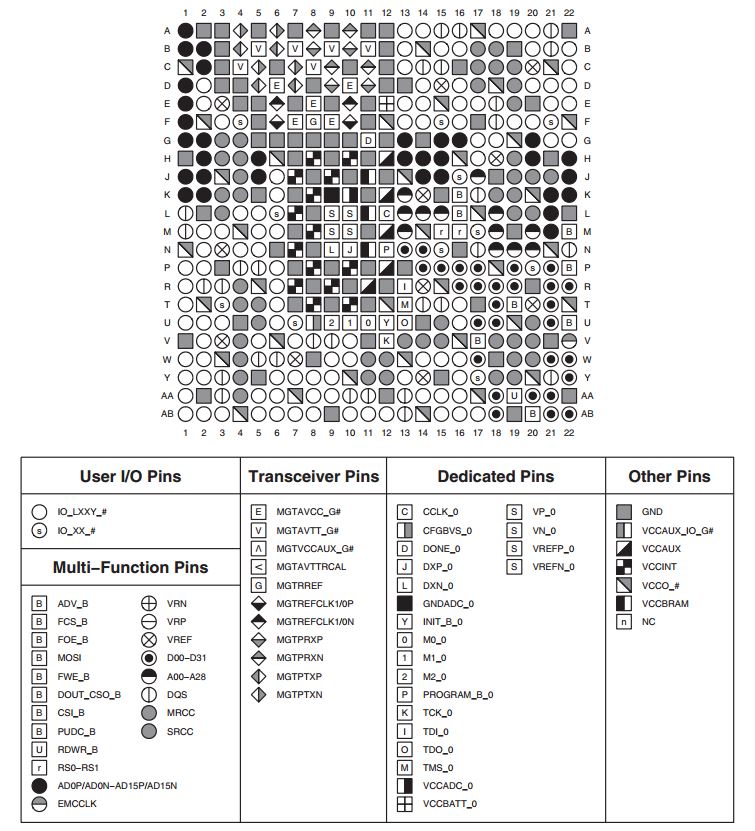 1 2 3 4 5 6 7 8 9 10 11 12 13 14 15 16 17 18 19 20 21 22
A A
B V V V V B
C V V C
D E E D
E E E
F s E G E s s F
G D G
H H
J s J
K B K
L s S S C B L
M S S r r s B M
N L J P s N
P s B P
R I R
T s M B T
U s 2 1 0 Y O B U
V K B V
W W
Y s Y
AA U AA
AB B AB
1 2 3 4 5 6 7 8 9 10 11 12 13 14 15 16 17 18 19 20 21 22
User I/O Pins
IO_LXXY_#
s IO_XX_#
Multi-Function Pins
B ADV_B
B FCS_B
B FOE_B
B MOSI
B FWE_B
B DOUT_CSO_B
B CSI_B
B PUDC_B
U RDWR_B
r RS0-RS1
AD0P/AD0N-AD15P/AD15N
EMCCLK
VRN
VRP
VREF
D00-D31
A00-A28
DQS
MRCC
SRCC
Transceiver Pins
E MGTAVCC_G#
V MGTAVTT_G#
Λ MGTVCCAUX_G#
< MGTAVTTRCAL
G MGTRREF
MGTREFCLK1/0P
MGTREFCLK1/0N
MGTPRXP
MGTPRXN
MGTPTXP
MGTPTXN
Dedicated Pins
C CCLK_0
CFGBVS_0
D DONE_0
J DXP_0
L DXN_0
GNDADC_0
Y INIT_B_0
0 M0_0
1 M1_0
2 M2_0
P PROGRAM_B_0
K TCK_0
I TDI_0
O TDO_0
M TMS_0
VCCADC_0
VCCBATT_0
S VP_0
S VN_0
S VREFP_0
S VREFN_0
Other Pins
GND
VCCAUX_IO_G#
VCCAUX
VCCINT
VCCO_#
VCCBRAM
n NC